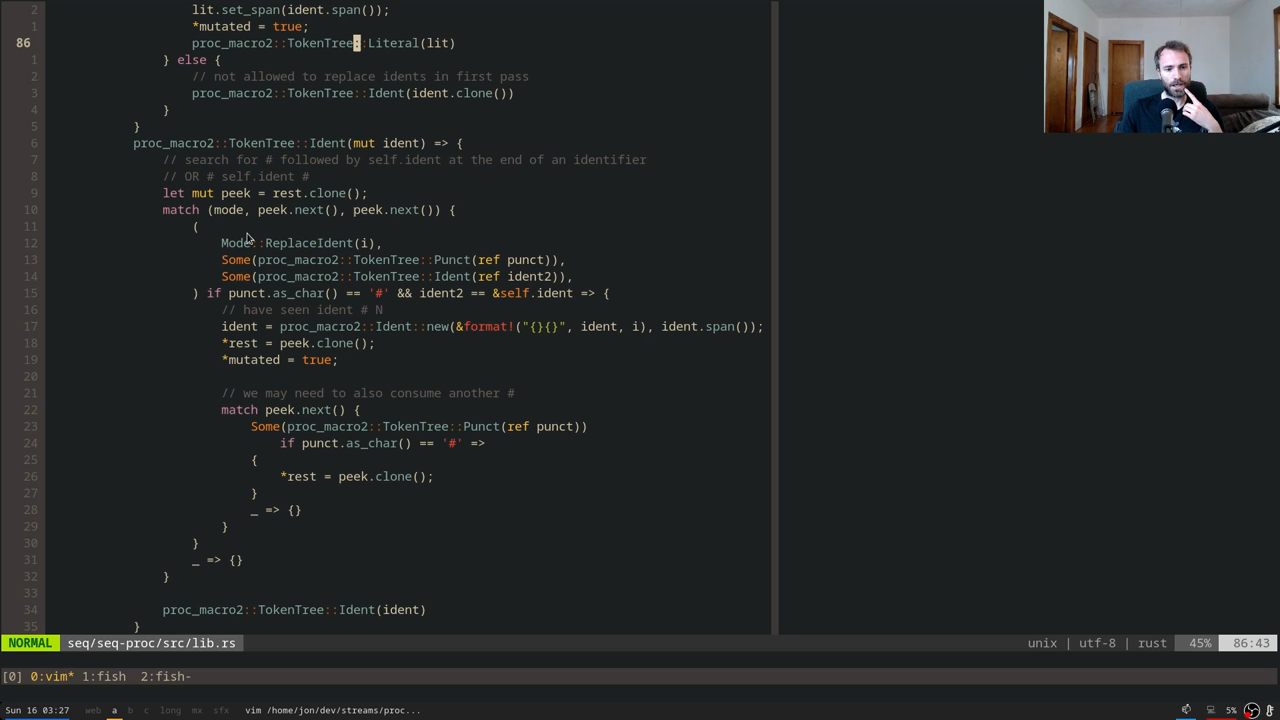 2 lit.set_span(ident.span());
1 *mutated = true;
86 proc_macro2::TokenTree::Literal(lit)
1 } else {
2 // not allowed to replace idents in first pass
3 proc_macro2::TokenTree::Ident(ident.clone())
4 }
5 }
6 proc_macro2::TokenTree::Ident(mut ident) => {
7 // search for # followed by self.ident at the end of an identifier
8 // OR # self.ident #
9 let mut peek = rest.clone();
10 match (mode, peek.next(), peek.next()) {
11 (
12 Mode::ReplaceIdent(i),
13 Some(proc_macro2::TokenTree::Punct(ref punct)),
14 Some(proc_macro2::TokenTree::Ident(ref ident2)),
15 ) if punct.as_char() == '#' && ident2 == &self.ident => {
16 // have seen ident # N
17 ident = proc_macro2::Ident::new(&format!("{}{}", ident, i), ident.span());
18 *rest = peek.clone();
19 *mutated = true;
20
21 // we may need to also consume another #
22 match peek.next() {
23 Some(proc_macro2::TokenTree::Punct(ref punct))
24 if punct.as_char() == '#' =>
25 {
26 *rest = peek.clone();
27 }
28 _ => {}
29 }
30 }
31 _ => {}
32 }
33
34 proc_macro2::TokenTree::Ident(ident)
35 }
NORMAL seq/seq-proc/src/lib.rs unix | utf-8 | rust 45% 86:43
[0] 0:vim* 1:fish 2:fish-
Sun 16 03:27 web a b c long mx sfx vim /home/jon/dev/streams/proc... 5%